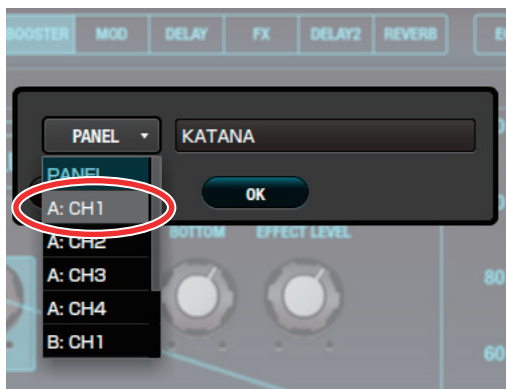 BOOSTER MOD DELAY FX DELAY2 REVERB
PANEL KATANA
PANEL
A: CH1 OK
A: CH2 BOTTOM EFFECT LEVEL
A: CH3
A: CH4
B: CH1
80
60